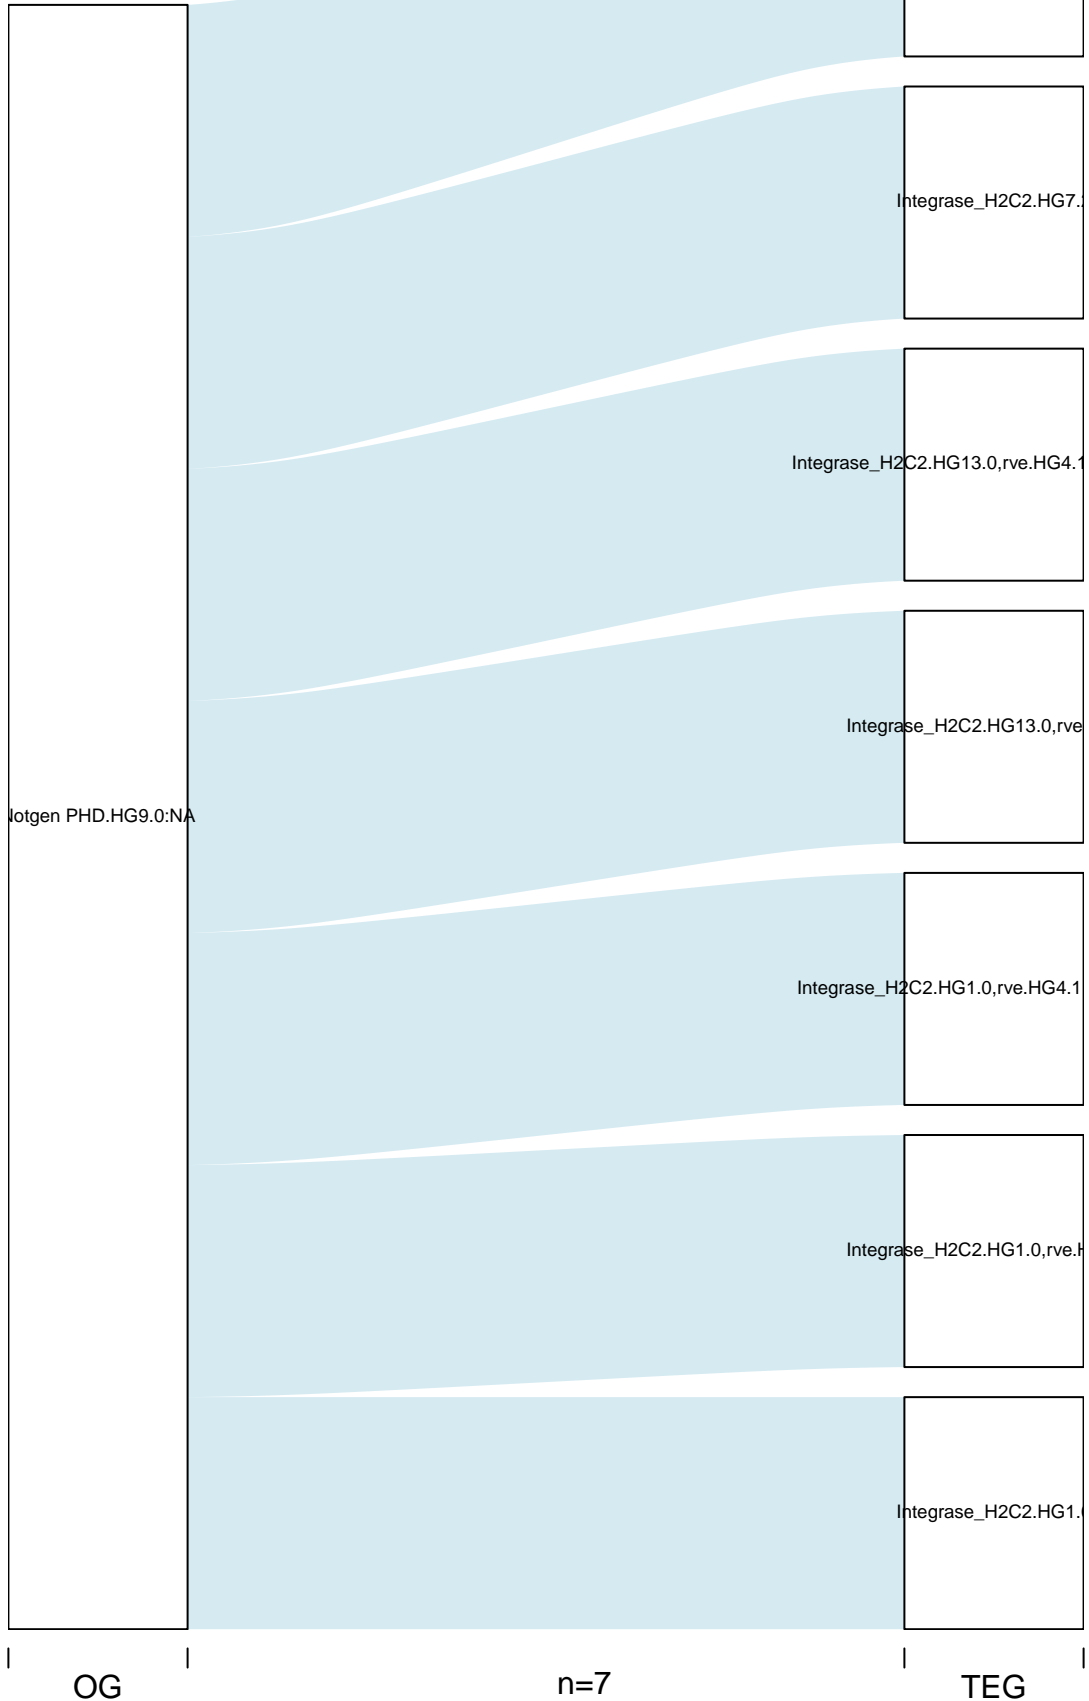 Integrase_H2C2.HG7.
Integrase_H2C2.HG13.0,rve.HG4.1
Integrase_H2C2.HG13.0,rve
otgen PHD.HG9.0:NA
Integrase_H2C2.HG1.0,rve.HG4.1
Integrase_H2C2.HG1.0,rve.H
Integrase_H2C2.HG1.
OG n=7 TEG